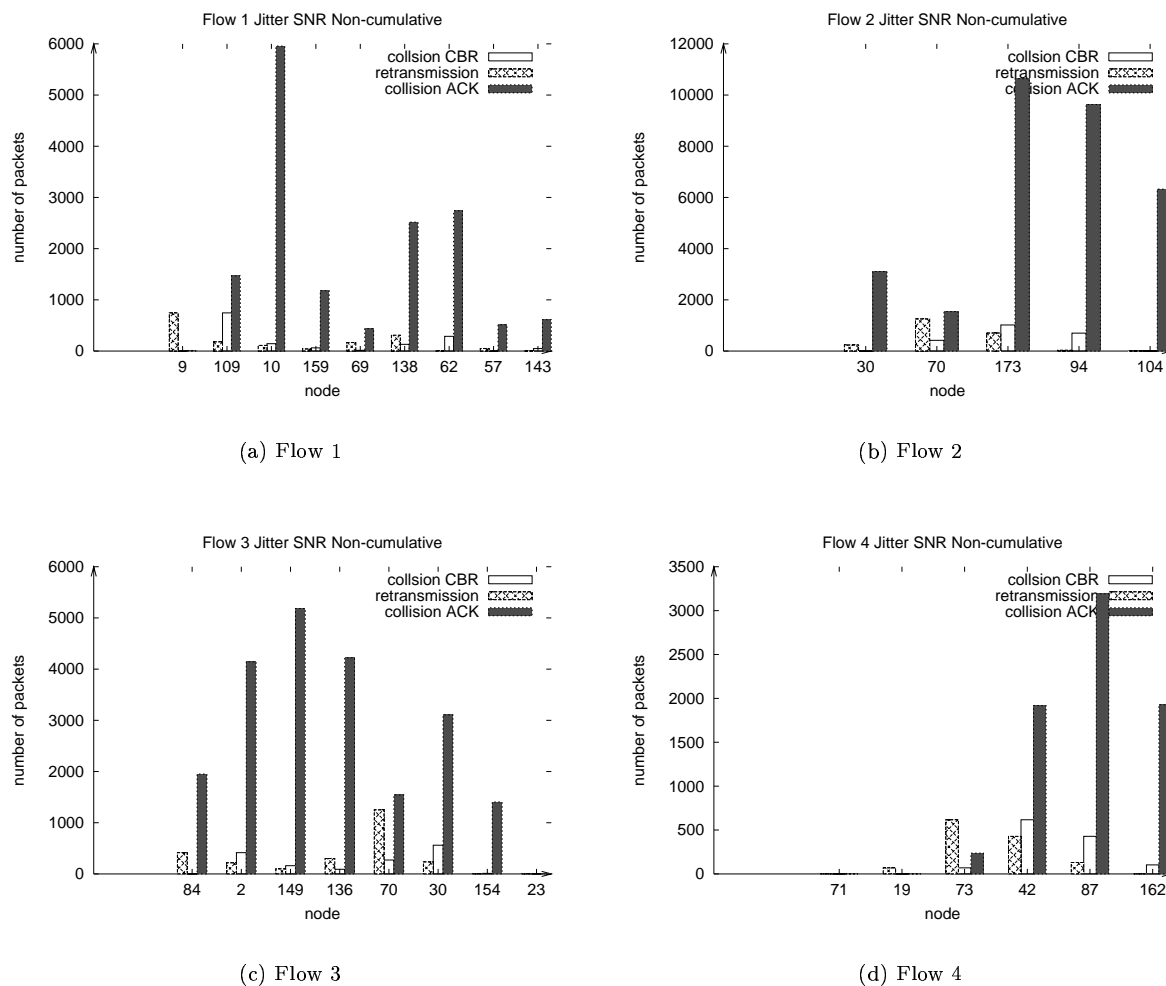 Flow 1 Jitter SNR Non-cumulative
6000
5000
4000
3000
2000
1000
0
number of packets
collsion CBR
retransmission
collision ACK
9 109 10 159 69 138 62 57 143
node
(a) Flow 1
Flow 2 Jitter SNR Non-cumulative
12000
10000
8000
6000
4000
2000
0
number of packets
collsion CBR
retransmission
collision ACK
30 70 173 94 104
node
(b) Flow 2
Flow 3 Jitter SNR Non-cumulative
6000
5000
4000
3000
2000
1000
0
number of packets
collsion CBR
retransmission
collision ACK
84 2 149 136 70 30 154 23
node
(c) Flow 3
Flow 4 Jitter SNR Non-cumulative
3500
3000
2500
2000
1500
1000
500
0
number of packets
collsion CBR
retransmission
collision ACK
71 19 73 42 87 162
node
(d) Flow 4